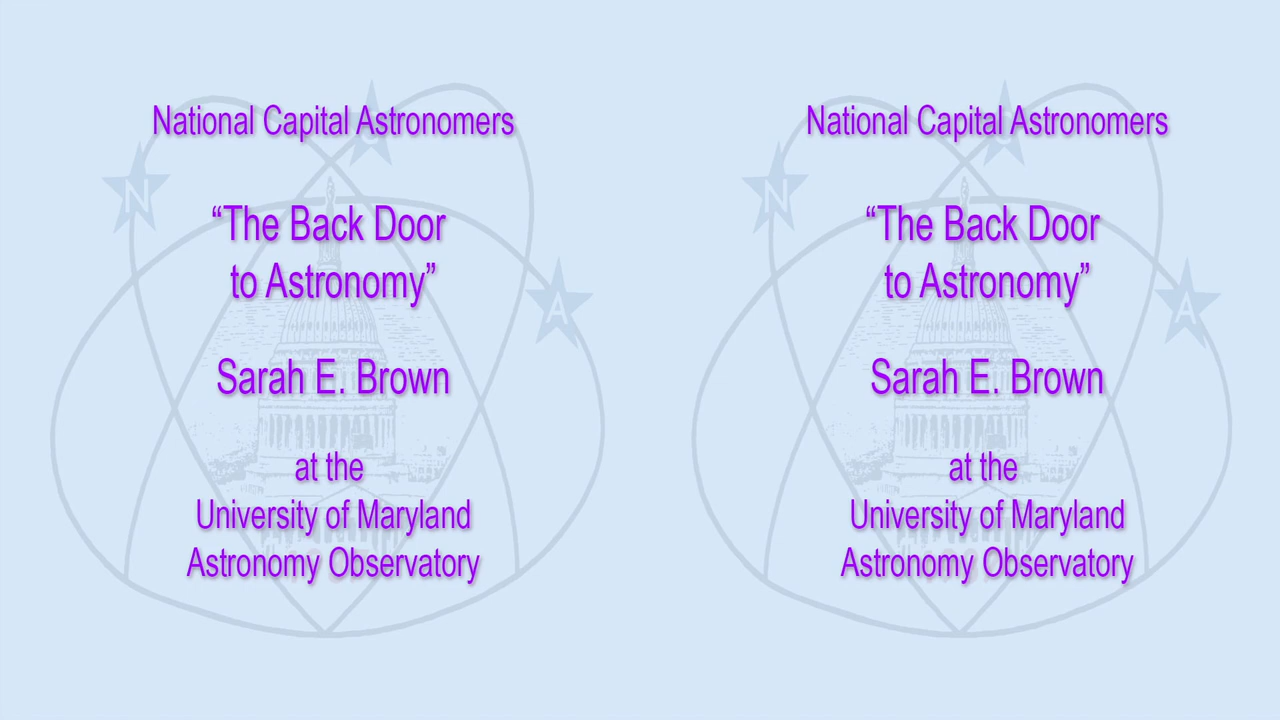 National Capital Astronomers
“The Back Door
to Astronomy”
Sarah E. Brown
at the
University of Maryland
Astronomy Observatory
N
C
A
National Capital Astronomers
“The Back Door
to Astronomy”
Sarah E. Brown
at the
University of Maryland
Astronomy Observatory
N
C
A